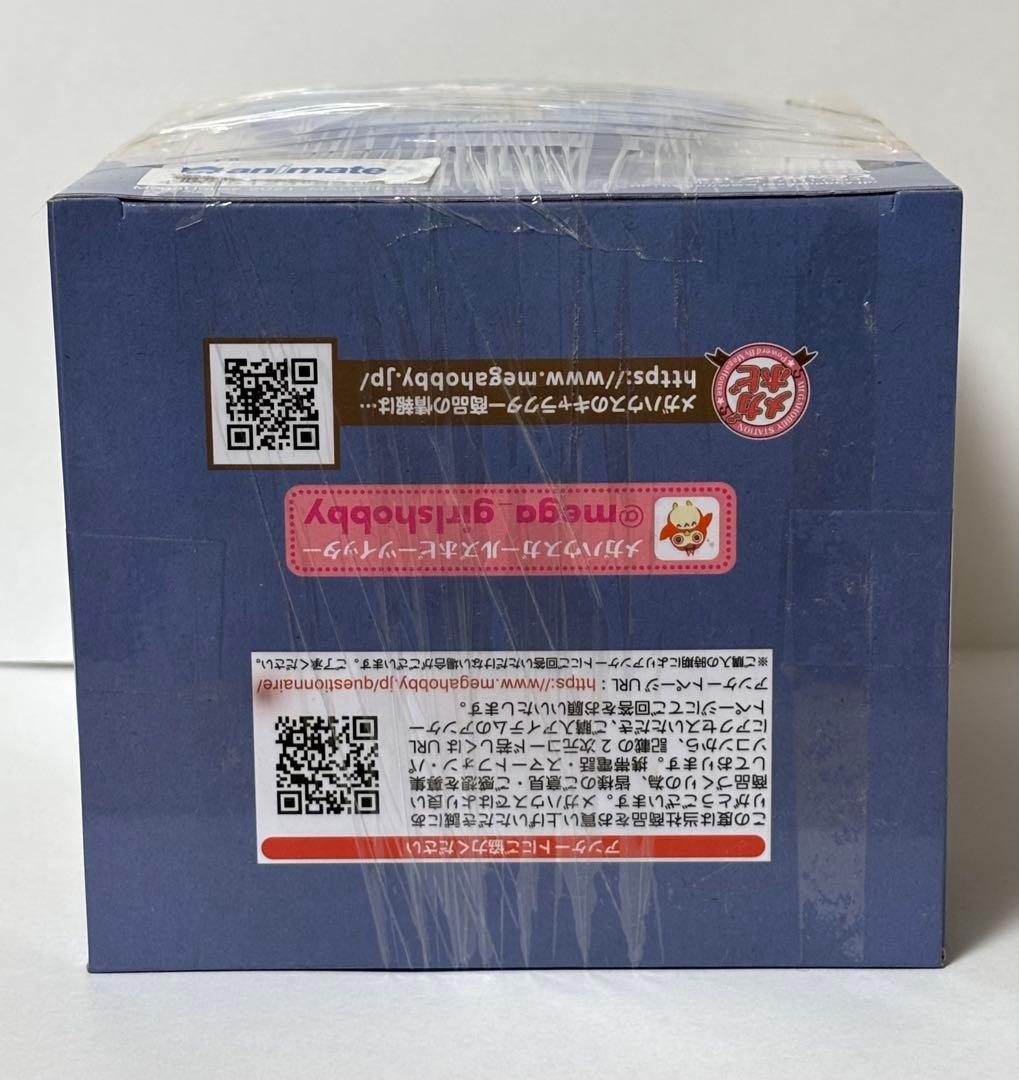 アンケートにご協力ください
この度は当社商品をお買い上げいただき誠にあ
りがとうございます。メガハウスではより良い
商品づくりの為、皆様のご意見・ご感想を募集
しております。携帯電話・スマートフォン・パ
ソコンから、記載の2次元コード若しくはURL
にアクセスいただき、ご購入アイテムのアンケー
トページにてご回答をお願いいたします。
アンケートページURL：https://www.megahobby.jp/questionnaire/
※ご購入の時期によりアンケートにご回答いただけない場合がございます。ご了承ください。
メガハウスガールズホビーツイッター
@mega_girlshobby
メガハウスのキャラクター商品の情報は…
https://www.megahobby.jp/
メガホビ
MEGAHOBBY STATION
Powerd By MegaHouse
animate